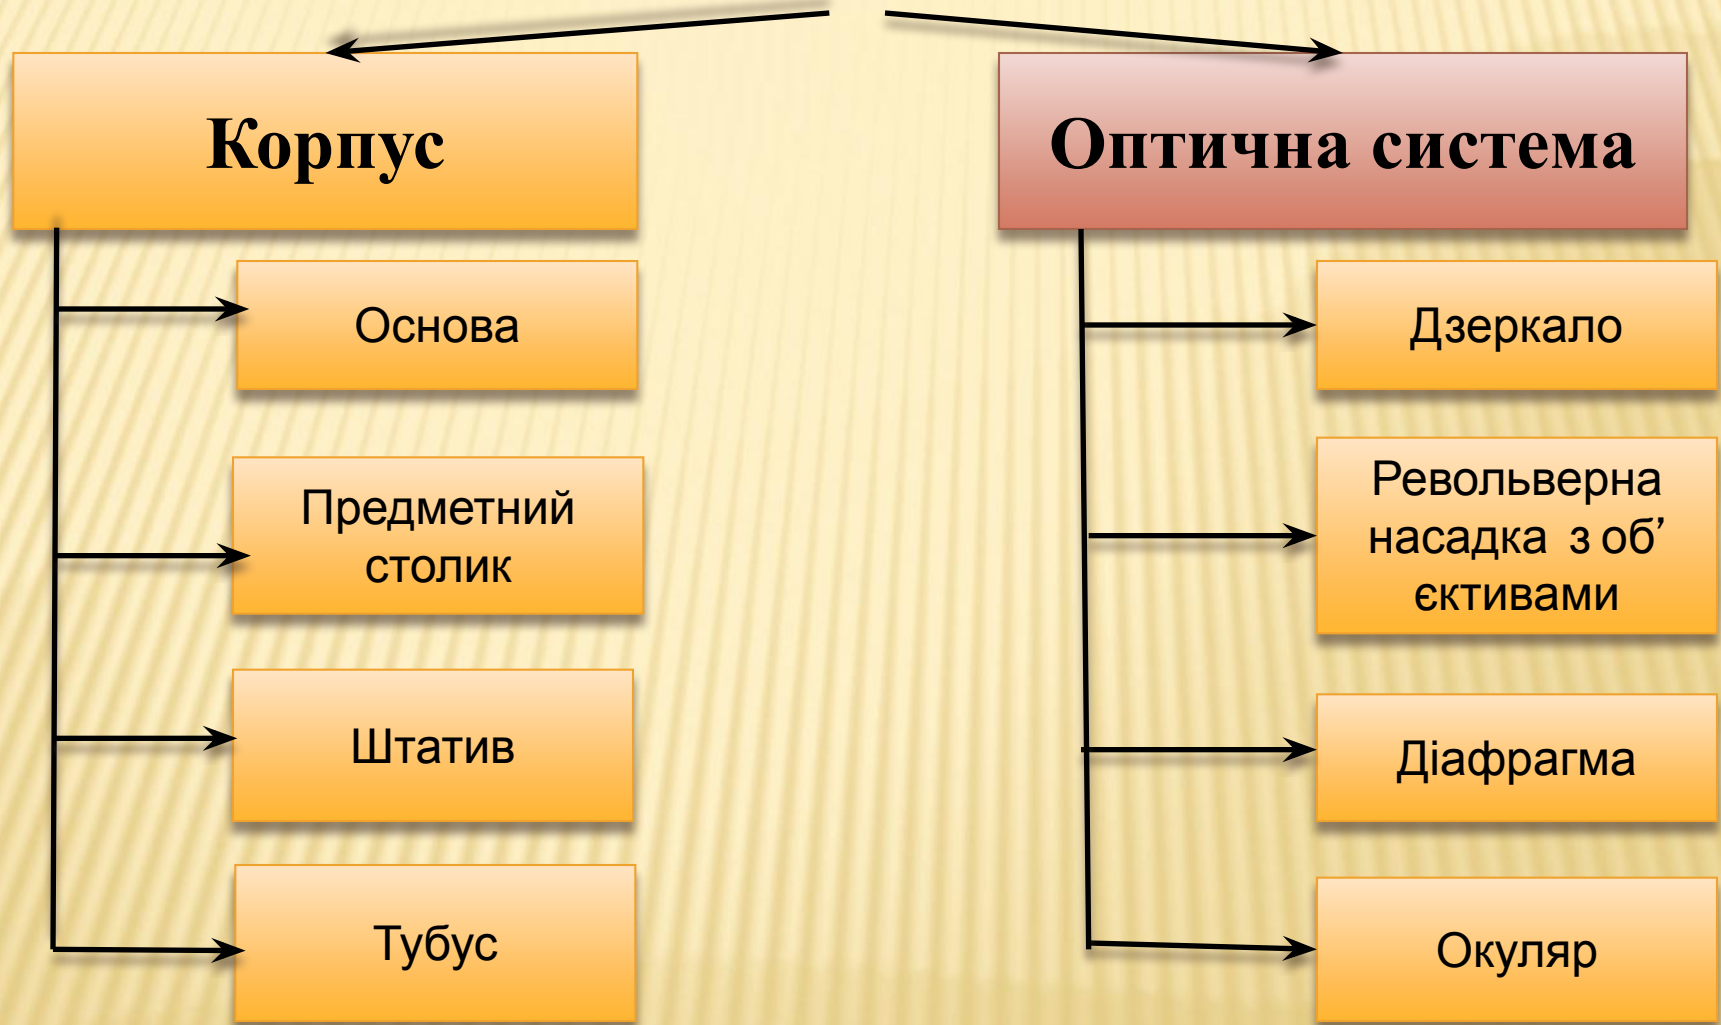 Корпус
Основа
Предметний
столик
Штатив
Тубус
Оптична система
Дзеркало
Револьверна
насадка з об’
єктивами
Діафрагма
Окуляр